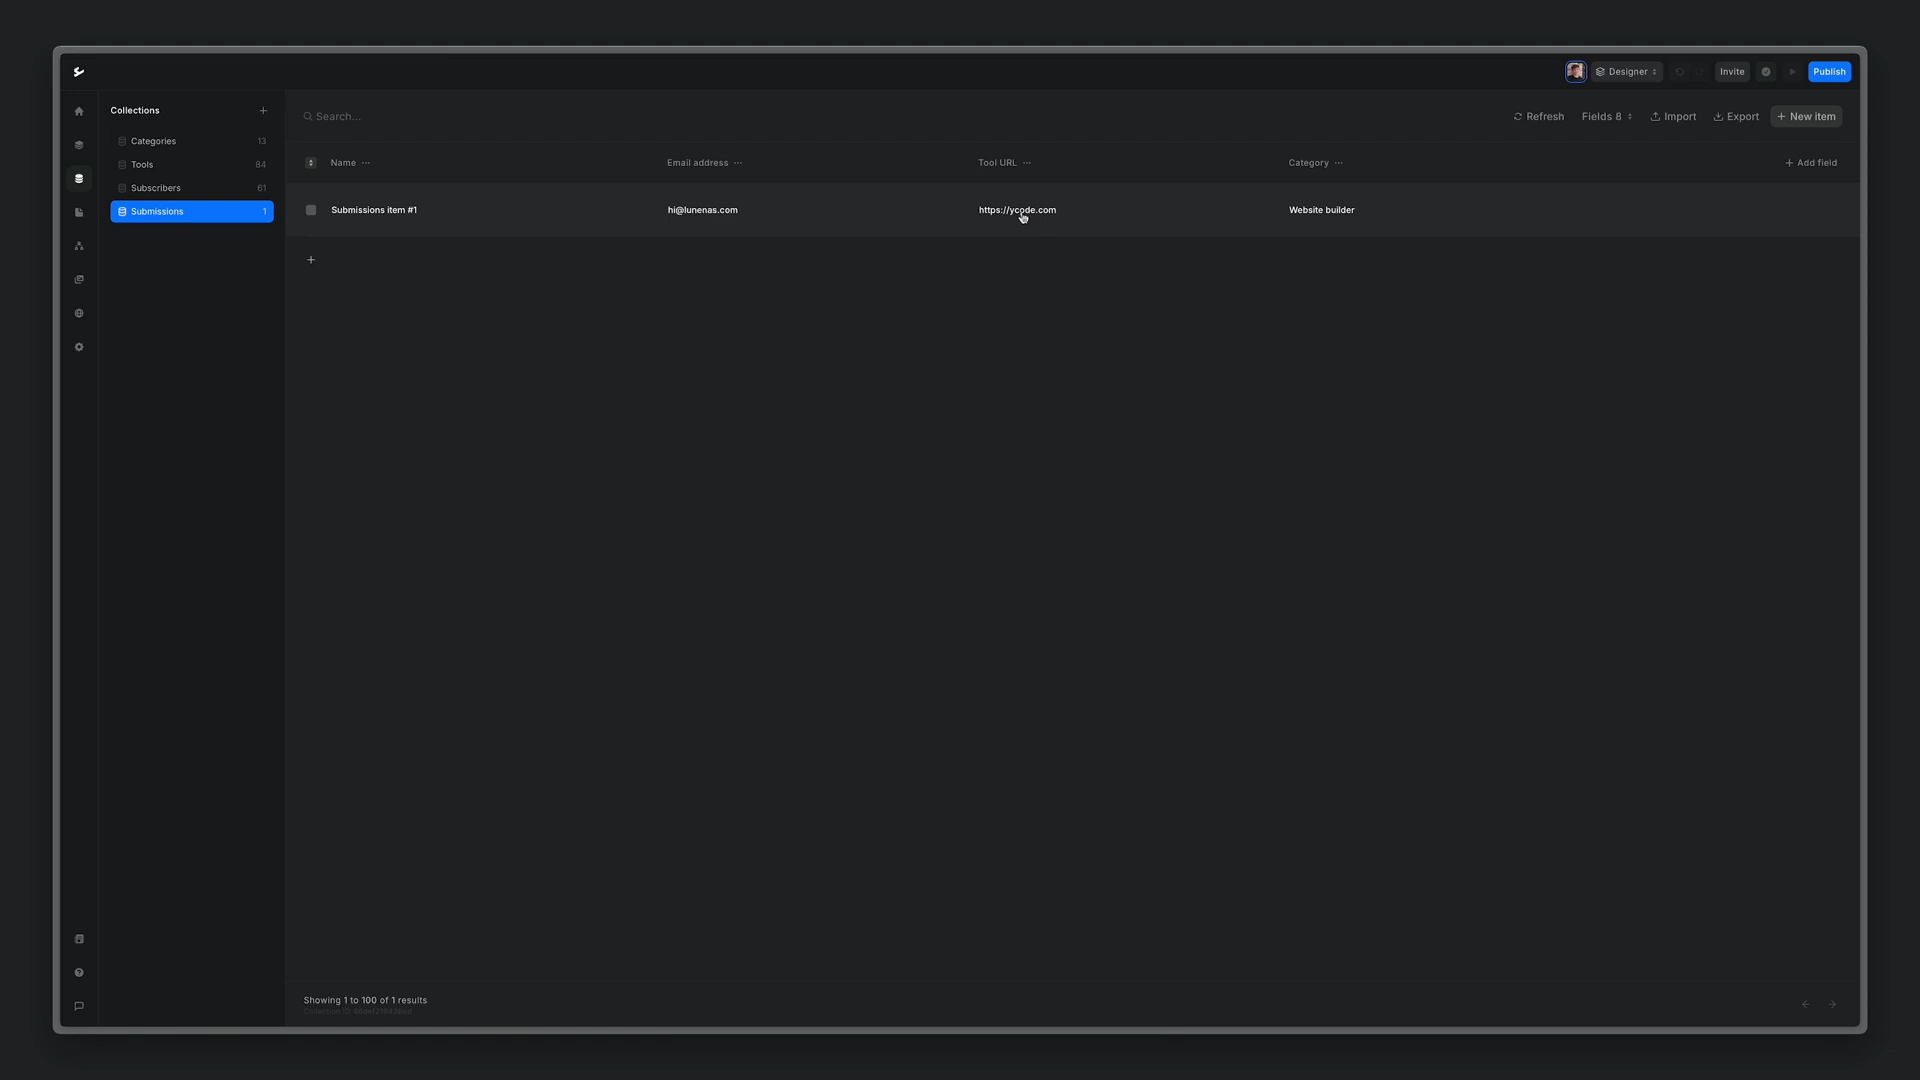 Designer
Invite
Publish
Collections
Categories 13
Tools 84
Subscribers 61
Submissions 1
Search...
Refresh
Fields 8
Import
Export
New item
Name
Email address
Tool URL
Category
Add field
Submissions item #1
hi@lunenas.com
https://ycode.com
Website builder
Showing 1 to 100 of 1 results
Collection ID: